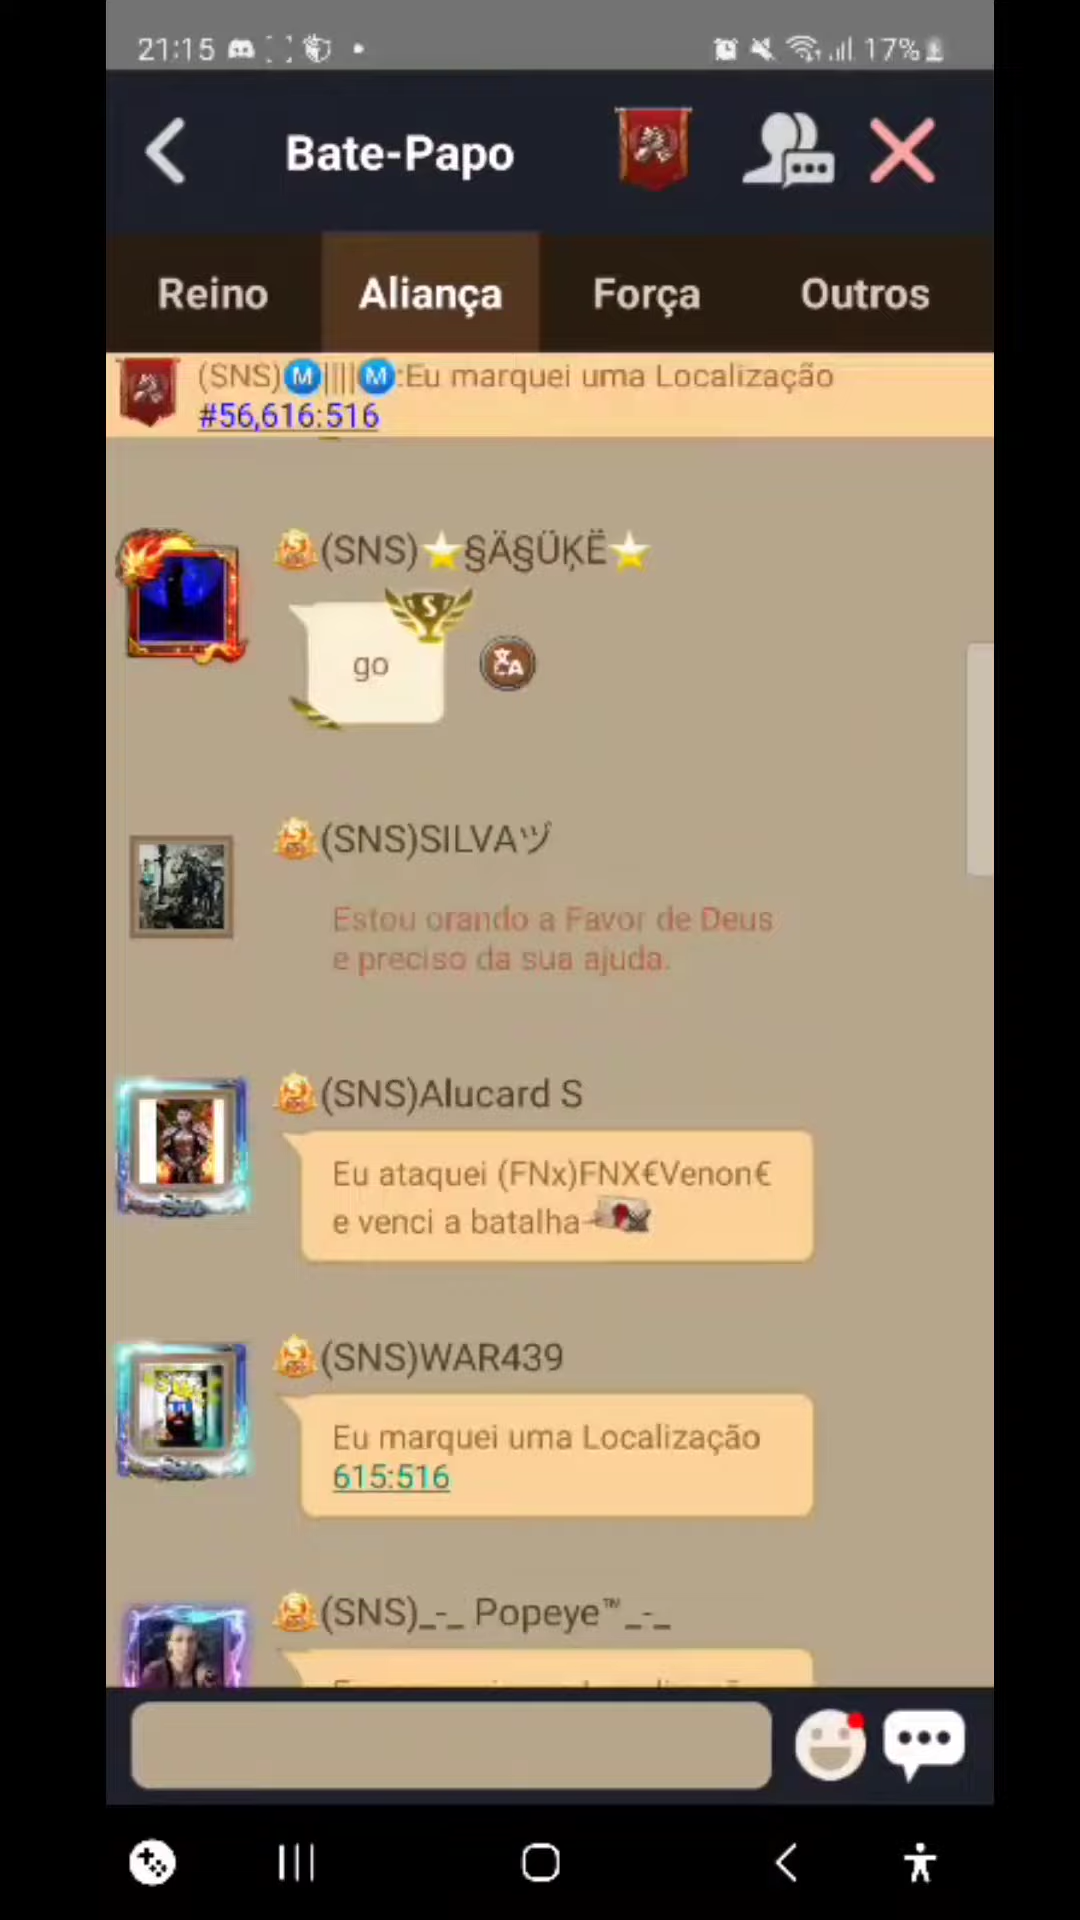 21:15 17%
Bate-Papo
Reino Aliança Força Outros
(SNS)Ⓜ||||Ⓜ:Eu marquei uma Localização
#56,616:516
(SNS)⭐§Ä§ÜĶË⭐
go
(SNS)SILVAヅ
Estou orando a Favor de Deus
e preciso da sua ajuda.
(SNS)Alucard S
Eu ataquei (FNx)FNX€Venon€
e venci a batalha
(SNS)WAR439
Eu marquei uma Localização
615:516
(SNS)_-_ Popeye™_-_